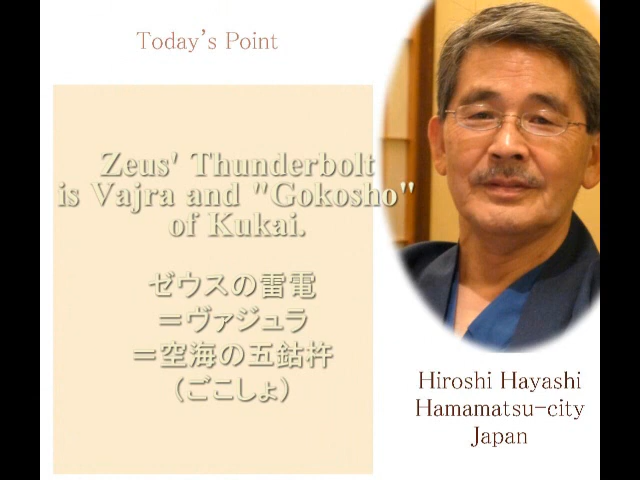 Today's Point
Zeus' Thunderbolt
is Vajra and "Gokosho"
of Kukai.
ゼウスの雷電
＝ヴァジュラ
＝空海の五鈷杵
（ごこしょ）
Hiroshi Hayashi
Hamamatsu-city
Japan